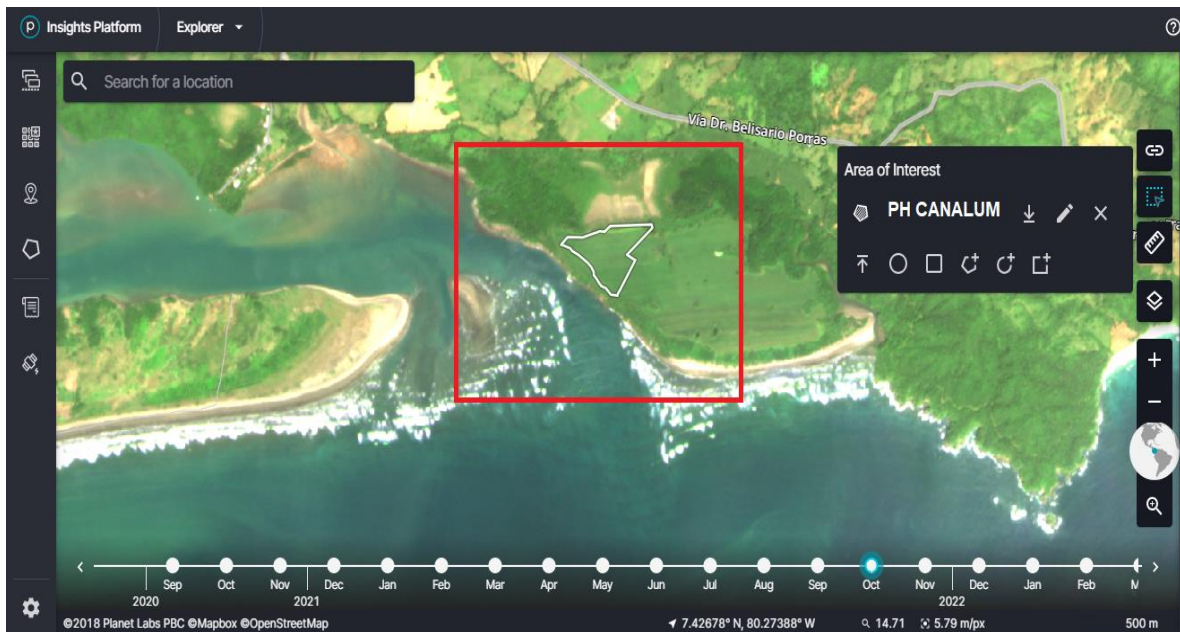 Insights Platform Explorer
Search for a location
Vía Dr. Belisario Porras
Area of Interest
PH CANALUM
Sep Oct Nov Dec Jan Feb Mar Apr May Jun Jul Aug Sep Oct Nov Dec Jan Feb
2020 2021 2022
©2018 Planet Labs PBC ©Mapbox ©OpenStreetMap 7.42678° N, 80.27388° W 14.71 5.79 m/px 500 m